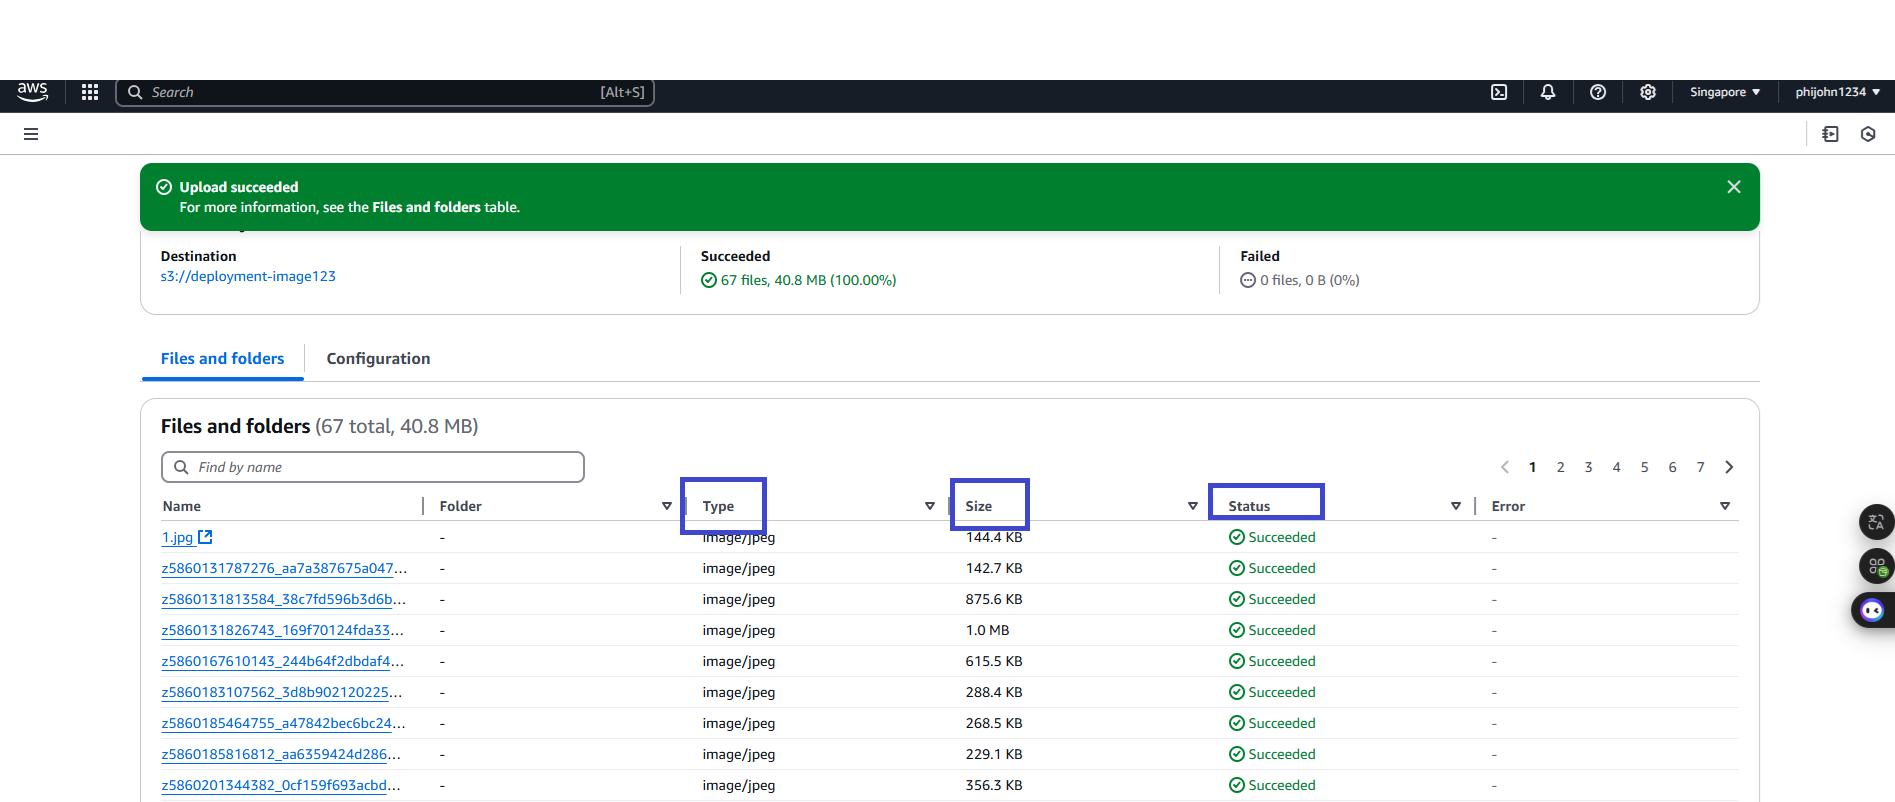 aws
Search [Alt+S]
Singapore
phijohn1234
Upload succeeded
For more information, see the Files and folders table.
Destination Succeeded Failed
s3://deployment-image123 67 files, 40.8 MB (100.00%) 0 files, 0 B (0%)
Files and folders Configuration
Files and folders (67 total, 40.8 MB)
Find by name
1 2 3 4 5 6 7
Name Folder Type Size Status Error
1.jpg - image/jpeg 144.4 KB Succeeded -
z5860131787276_aa7a387675a047... - image/jpeg 142.7 KB Succeeded -
z5860131813584_38c7fd596b3d6b... - image/jpeg 875.6 KB Succeeded -
z5860131826743_169f70124fda33... - image/jpeg 1.0 MB Succeeded -
z5860167610143_244b64f2dbdaf4... - image/jpeg 615.5 KB Succeeded -
z5860183107562_3d8b902120225... - image/jpeg 288.4 KB Succeeded -
z5860185464755_a47842bec6bc24... - image/jpeg 268.5 KB Succeeded -
z5860185816812_aa6359424d286... - image/jpeg 229.1 KB Succeeded -
z5860201344382_0cf159f693acbd... - image/jpeg 356.3 KB Succeeded -